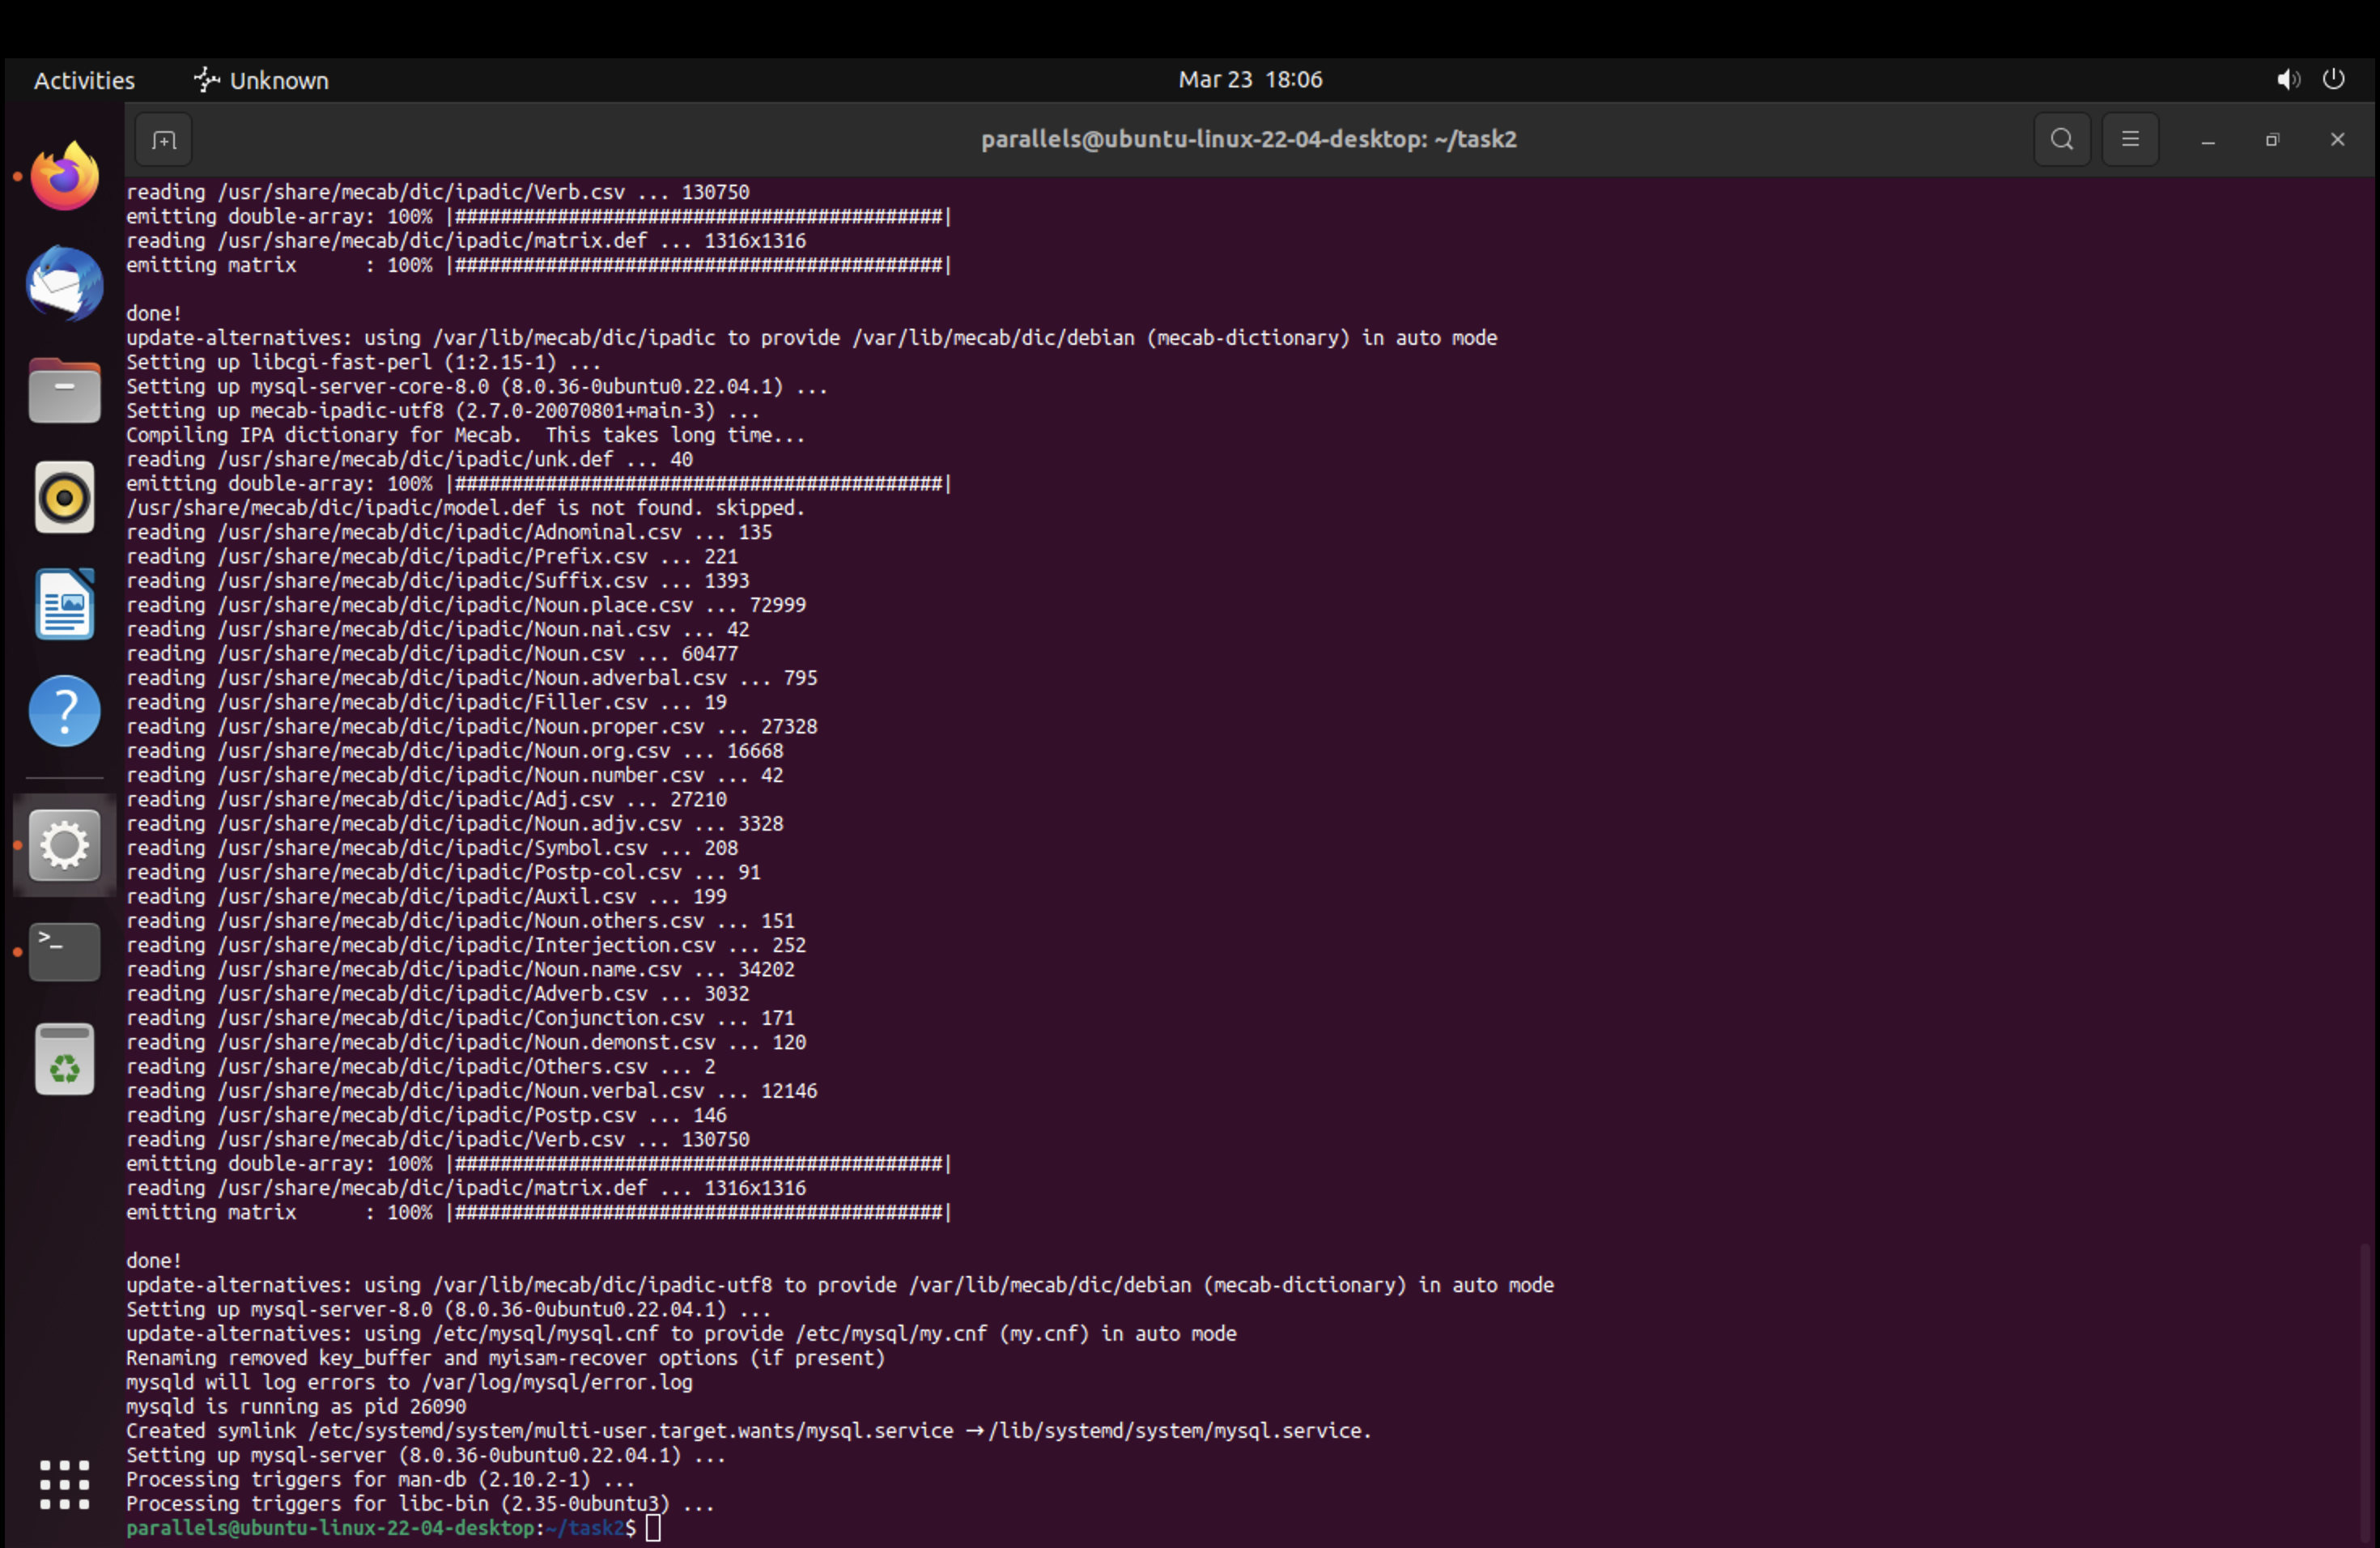 Activities Unknown Mar 23 18:06
parallels@ubuntu-linux-22-04-desktop: ~/task2
reading /usr/share/mecab/dic/ipadic/Verb.csv ... 130750
emitting double-array: 100% |###########################################|
reading /usr/share/mecab/dic/ipadic/matrix.def ... 1316x1316
emitting matrix      : 100% |###########################################|
done!
update-alternatives: using /var/lib/mecab/dic/ipadic to provide /var/lib/mecab/dic/debian (mecab-dictionary) in auto mode
Setting up libcgi-fast-perl (1:2.15-1) ...
Setting up mysql-server-core-8.0 (8.0.36-0ubuntu0.22.04.1) ...
Setting up mecab-ipadic-utf8 (2.7.0-20070801+main-3) ...
Compiling IPA dictionary for Mecab.  This takes long time...
reading /usr/share/mecab/dic/ipadic/unk.def ... 40
emitting double-array: 100% |###########################################|
/usr/share/mecab/dic/ipadic/model.def is not found. skipped.
reading /usr/share/mecab/dic/ipadic/Adnominal.csv ... 135
reading /usr/share/mecab/dic/ipadic/Prefix.csv ... 221
reading /usr/share/mecab/dic/ipadic/Suffix.csv ... 1393
reading /usr/share/mecab/dic/ipadic/Noun.place.csv ... 72999
reading /usr/share/mecab/dic/ipadic/Noun.nai.csv ... 42
reading /usr/share/mecab/dic/ipadic/Noun.csv ... 60477
reading /usr/share/mecab/dic/ipadic/Noun.adverbal.csv ... 795
reading /usr/share/mecab/dic/ipadic/Filler.csv ... 19
reading /usr/share/mecab/dic/ipadic/Noun.proper.csv ... 27328
reading /usr/share/mecab/dic/ipadic/Noun.org.csv ... 16668
reading /usr/share/mecab/dic/ipadic/Noun.number.csv ... 42
reading /usr/share/mecab/dic/ipadic/Adj.csv ... 27210
reading /usr/share/mecab/dic/ipadic/Noun.adjv.csv ... 3328
reading /usr/share/mecab/dic/ipadic/Symbol.csv ... 208
reading /usr/share/mecab/dic/ipadic/Postp-col.csv ... 91
reading /usr/share/mecab/dic/ipadic/Auxil.csv ... 199
reading /usr/share/mecab/dic/ipadic/Noun.others.csv ... 151
reading /usr/share/mecab/dic/ipadic/Interjection.csv ... 252
reading /usr/share/mecab/dic/ipadic/Noun.name.csv ... 34202
reading /usr/share/mecab/dic/ipadic/Adverb.csv ... 3032
reading /usr/share/mecab/dic/ipadic/Conjunction.csv ... 171
reading /usr/share/mecab/dic/ipadic/Noun.demonst.csv ... 120
reading /usr/share/mecab/dic/ipadic/Others.csv ... 2
reading /usr/share/mecab/dic/ipadic/Noun.verbal.csv ... 12146
reading /usr/share/mecab/dic/ipadic/Postp.csv ... 146
reading /usr/share/mecab/dic/ipadic/Verb.csv ... 130750
emitting double-array: 100% |###########################################|
reading /usr/share/mecab/dic/ipadic/matrix.def ... 1316x1316
emitting matrix      : 100% |###########################################|
done!
update-alternatives: using /var/lib/mecab/dic/ipadic-utf8 to provide /var/lib/mecab/dic/debian (mecab-dictionary) in auto mode
Setting up mysql-server-8.0 (8.0.36-0ubuntu0.22.04.1) ...
update-alternatives: using /etc/mysql/mysql.cnf to provide /etc/mysql/my.cnf (my.cnf) in auto mode
Renaming removed key_buffer and myisam-recover options (if present)
mysqld will log errors to /var/log/mysql/error.log
mysqld is running as pid 26090
Created symlink /etc/systemd/system/multi-user.target.wants/mysql.service → /lib/systemd/system/mysql.service.
Setting up mysql-server (8.0.36-0ubuntu0.22.04.1) ...
Processing triggers for man-db (2.10.2-1) ...
Processing triggers for libc-bin (2.35-0ubuntu3) ...
parallels@ubuntu-linux-22-04-desktop:~/task2$